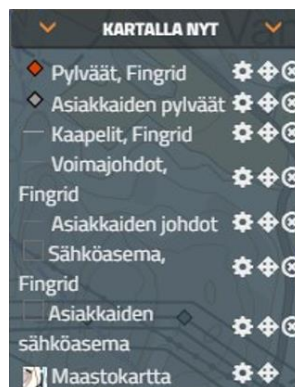 KARTALLA NYT
Pylväät, Fingrid
Asiakkaiden pylväät
Kaapelit, Fingrid
Voimajohdot,
Fingrid
Asiakkaiden johdot
Sähköasema,
Fingrid
Asiakkaiden
sähköasema
Maastokartta